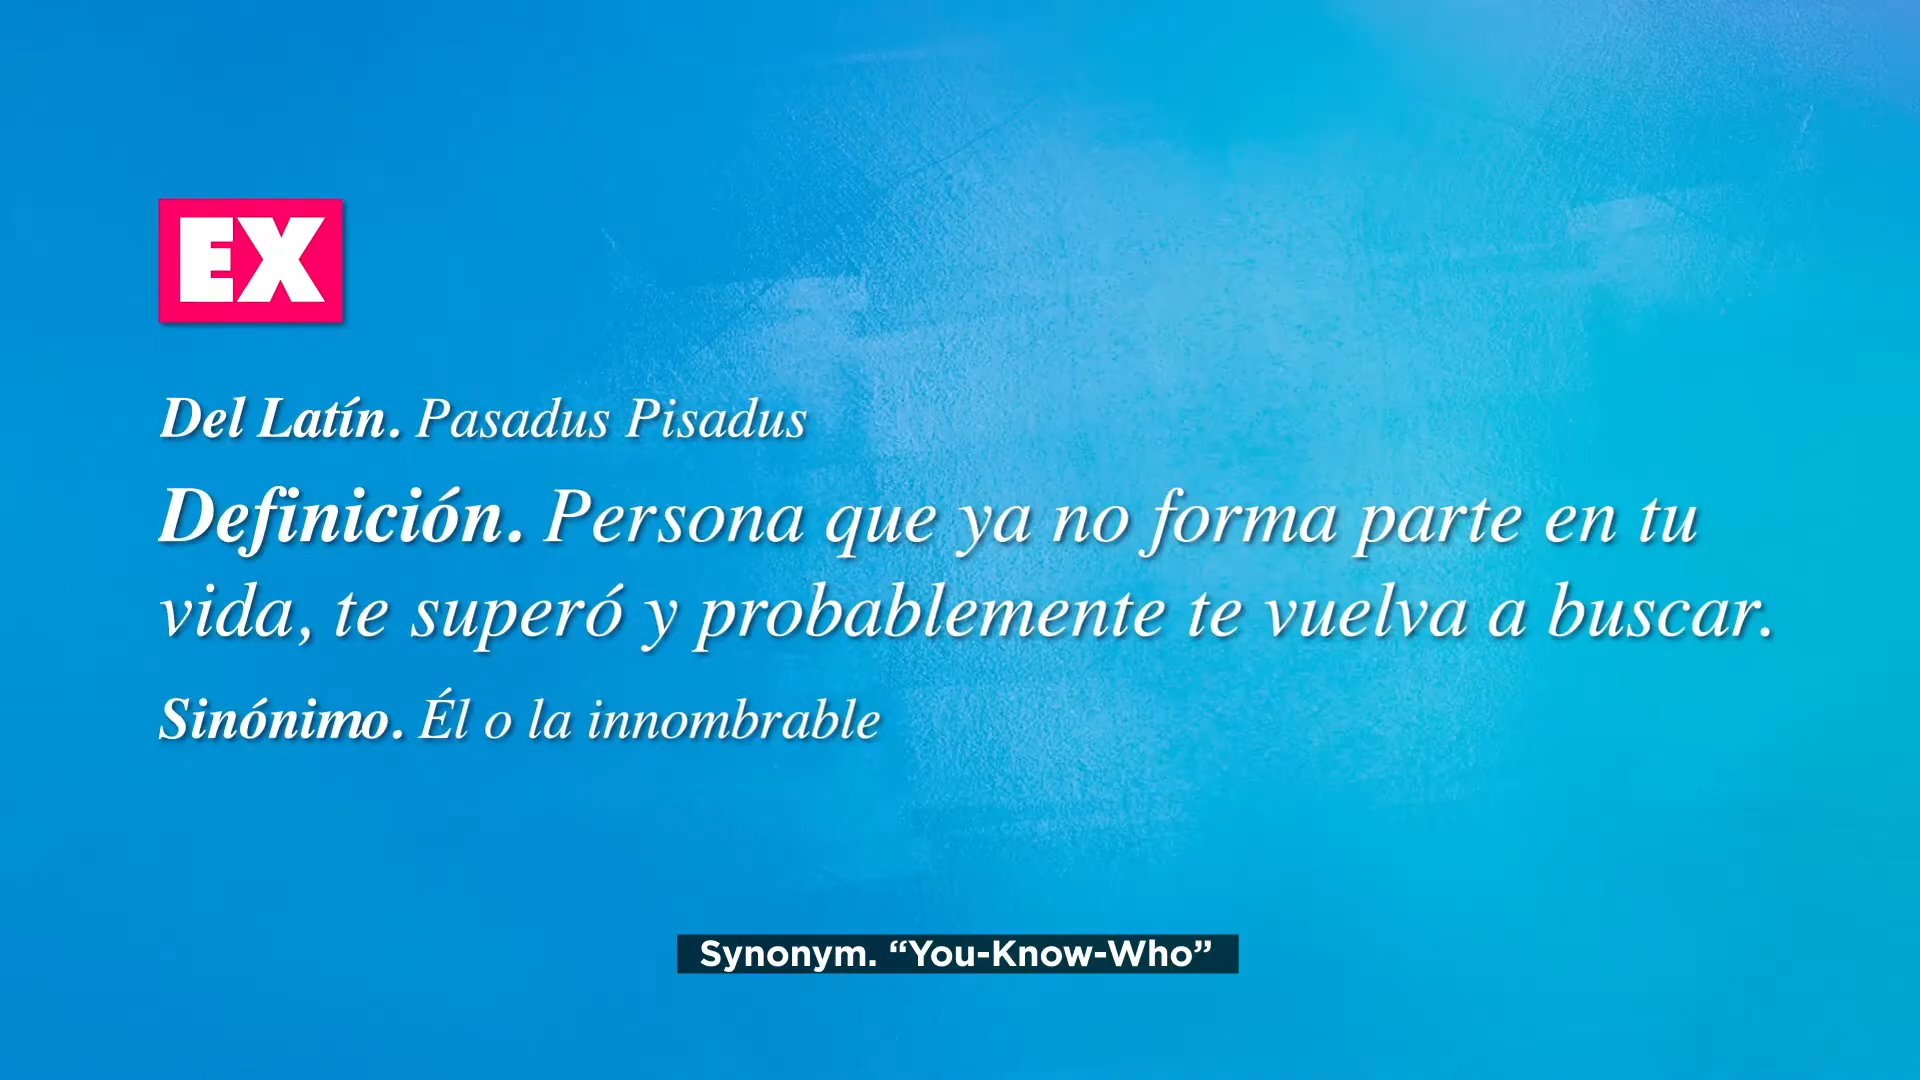 EX
Del Latín. Pasadus Pisadus
Definición. Persona que ya no forma parte en tu
vida, te superó y probablemente te vuelva a buscar.
Sinónimo. Él o la innombrable
Synonym. “You-Know-Who”